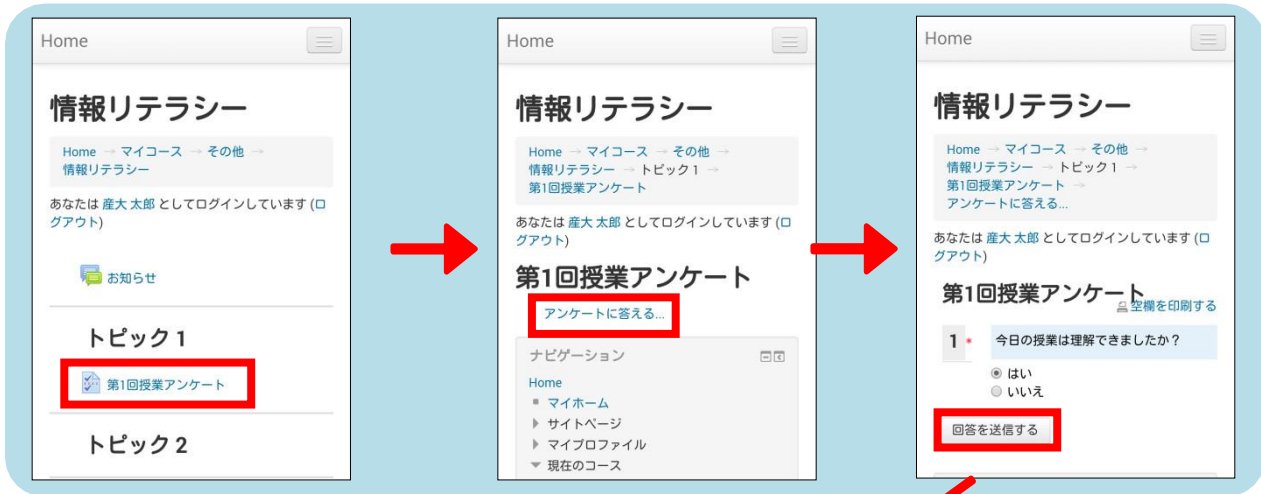 Home
情報リテラシー
Home → マイコース → その他 →
情報リテラシー
あなたは 産大 太郎 としてログインしています (ロ
グアウト)
お知らせ
トピック 1
第1回授業アンケート
トピック 2
Home
情報リテラシー
Home → マイコース → その他 →
情報リテラシー → トピック 1 →
第1回授業アンケート
あなたは 産大 太郎 としてログインしています (ロ
グアウト)
第1回授業アンケート
アンケートに答える...
ナビゲーション
Home
マイホーム
サイトページ
マイプロファイル
現在のコース
Home
情報リテラシー
Home → マイコース → その他 →
情報リテラシー → トピック 1 →
第1回授業アンケート →
アンケートに答える...
あなたは 産大 太郎 としてログインしています (ロ
グアウト)
第1回授業アンケート
空欄を印刷する
1 * 今日の授業は理解できましたか？
はい
いいえ
回答を送信する